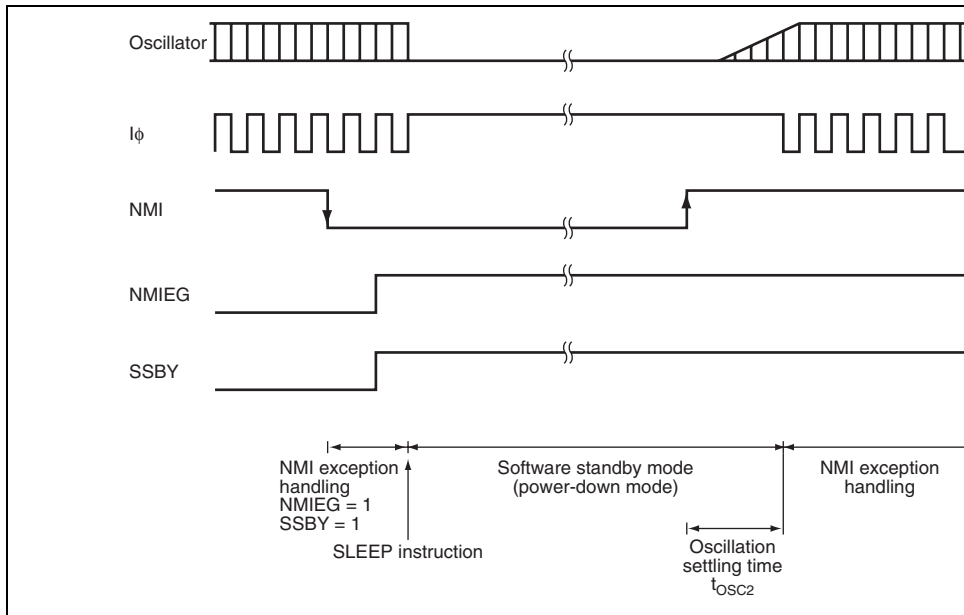 Oscillator
Iφ
NMI
NMIEG
SSBY
NMI exception
handling
NMIEG = 1
SSBY = 1
SLEEP instruction
Software standby mode
(power-down mode)
Oscillation
settling time
tOSC2
NMI exception
handling